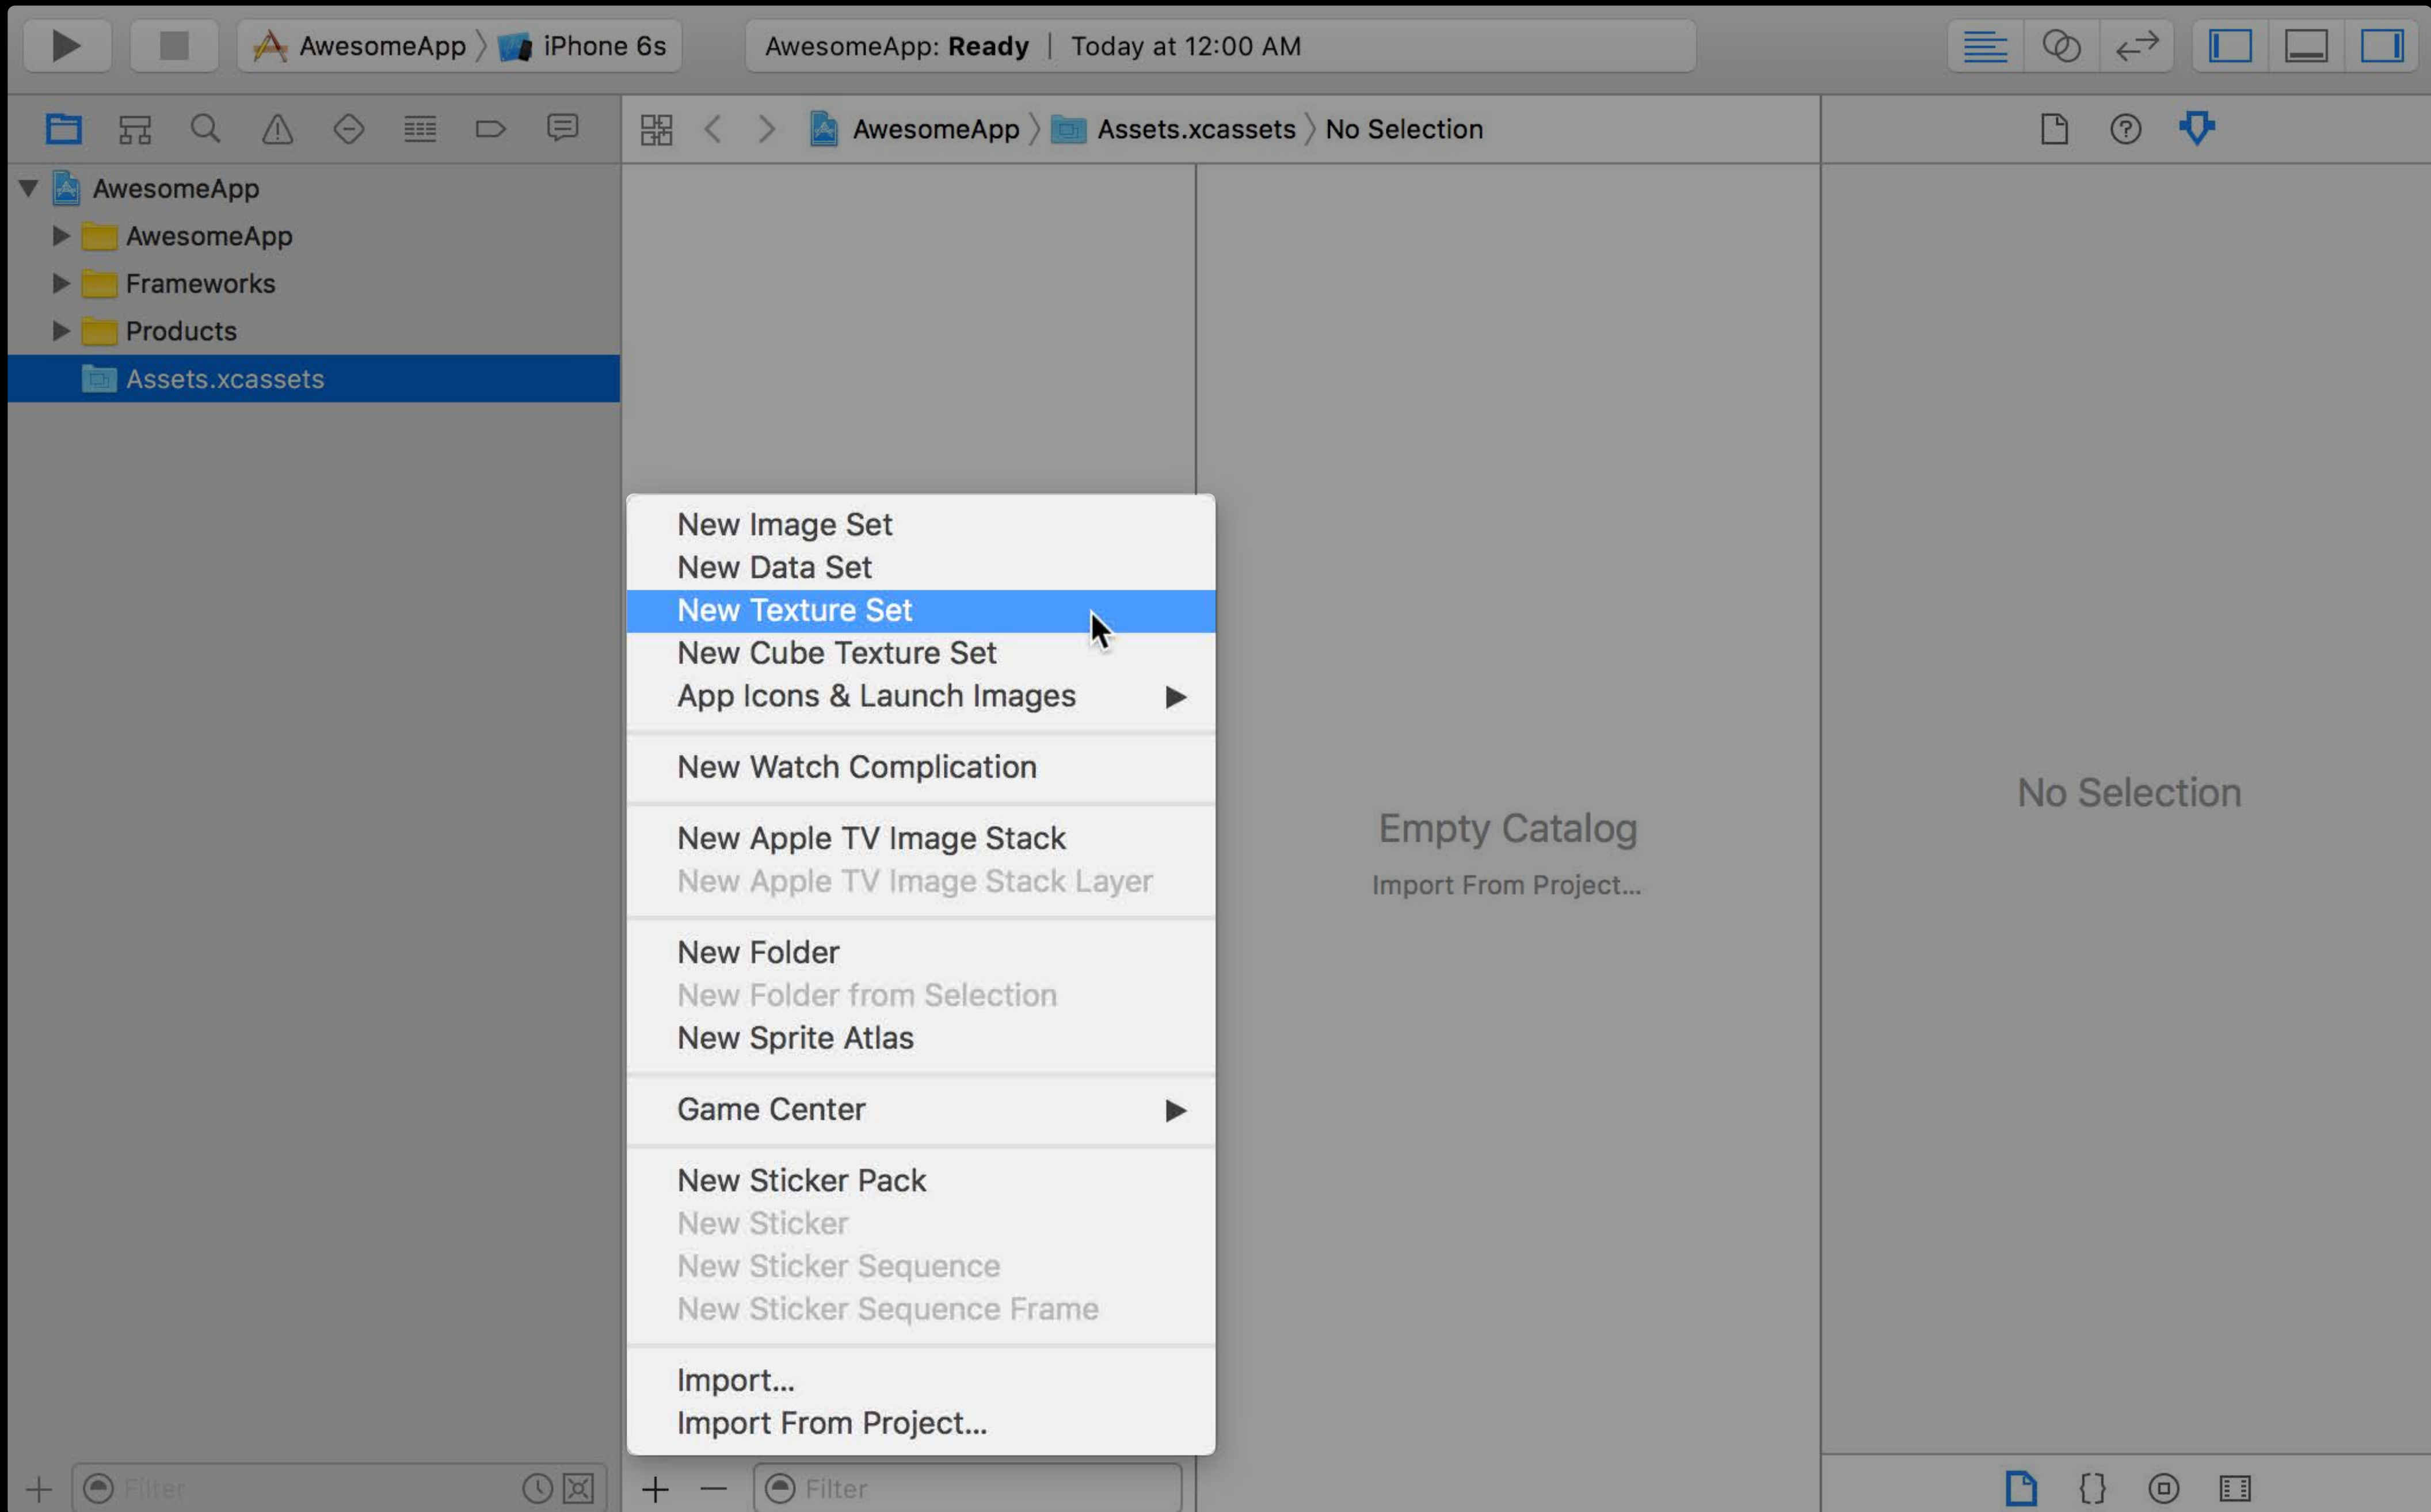 AwesomeApp iPhone 6s AwesomeApp: Ready | Today at 12:00 AM
AwesomeApp Assets.xcassets No Selection
AwesomeApp
AwesomeApp
Frameworks
Products
Assets.xcassets
New Image Set
New Data Set
New Texture Set
New Cube Texture Set
App Icons & Launch Images
New Watch Complication
New Apple TV Image Stack
New Apple TV Image Stack Layer
New Folder
New Folder from Selection
New Sprite Atlas
Game Center
New Sticker Pack
New Sticker
New Sticker Sequence
New Sticker Sequence Frame
Import...
Import From Project...
Empty Catalog
Import From Project...
No Selection
Filter
Filter